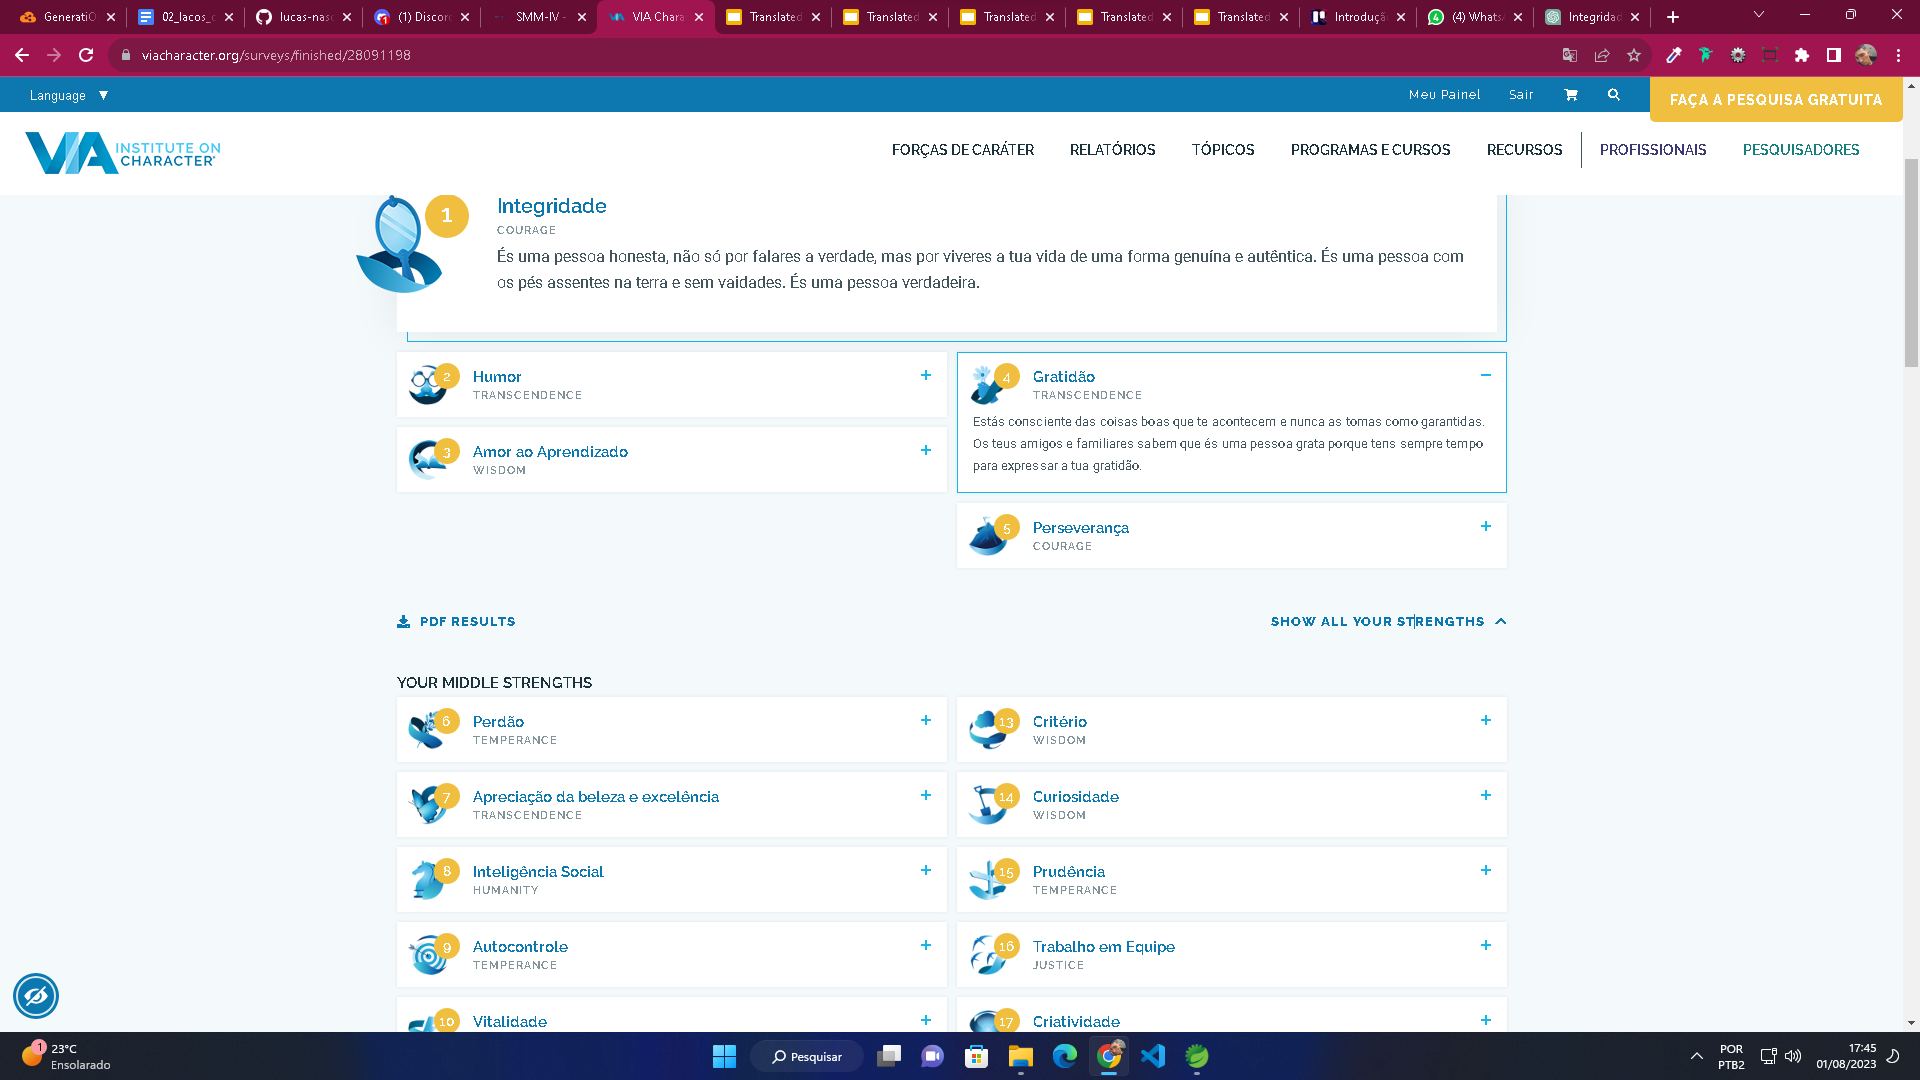 GeneratiO
02_lacos_c
lucas-nasc
(1) Discor
SMM-IV -
VIA Chara
Translated
Translated
Translated
Translated
Translated
Introduçã
(4) Whats
Integridad
viacharacter.org/surveys/finished/28091198
Language ▼
Meu Painel
Sair
FAÇA A PESQUISA GRATUITA
VIA INSTITUTE ON
CHARACTER
FORÇAS DE CARÁTER
RELATÓRIOS
TÓPICOS
PROGRAMAS E CURSOS
RECURSOS
PROFISSIONAIS
PESQUISADORES
1
Integridade
COURAGE
És uma pessoa honesta, não só por falares a verdade, mas por viveres a tua vida de uma forma genuína e autêntica. És uma pessoa com
os pés assentes na terra e sem vaidades. És uma pessoa verdadeira.
2
Humor
TRANSCENDENCE
3
Amor ao Aprendizado
WISDOM
4
Gratidão
TRANSCENDENCE
Estás consciente das coisas boas que te acontecem e nunca as tomas como garantidas.
Os teus amigos e familiares sabem que és uma pessoa grata porque tens sempre tempo
para expressar a tua gratidão.
5
Perseverança
COURAGE
PDF RESULTS
SHOW ALL YOUR STRENGTHS
YOUR MIDDLE STRENGTHS
6
Perdão
TEMPERANCE
13
Critério
WISDOM
7
Apreciação da beleza e excelência
TRANSCENDENCE
14
Curiosidade
WISDOM
8
Inteligência Social
HUMANITY
15
Prudência
TEMPERANCE
9
Autocontrole
TEMPERANCE
16
Trabalho em Equipe
JUSTICE
10
Vitalidade
17
Criatividade
1
23°C
Ensolarado
Pesquisar
POR
PTB2
17:45
01/08/2023